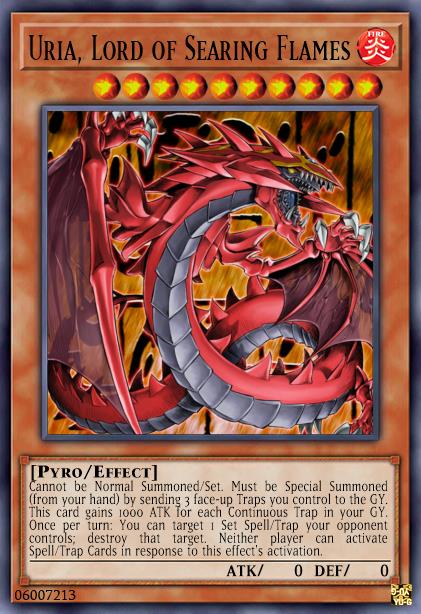 URIA, LORD OF SEARING FLAMES
FIRE
炎
[PYRO/EFFECT]
Cannot be Normal Summoned/Set. Must be Special Summoned
(from your hand) by sending 3 face-up Traps you control to the GY.
This card gains 1000 ATK for each Continuous Trap in your GY.
Once per turn: You can target 1 Set Spell/Trap your opponent
controls; destroy that target. Neither player can activate
Spell/Trap Cards in response to this effect's activation.
ATK/ 0 DEF/ 0
06007213